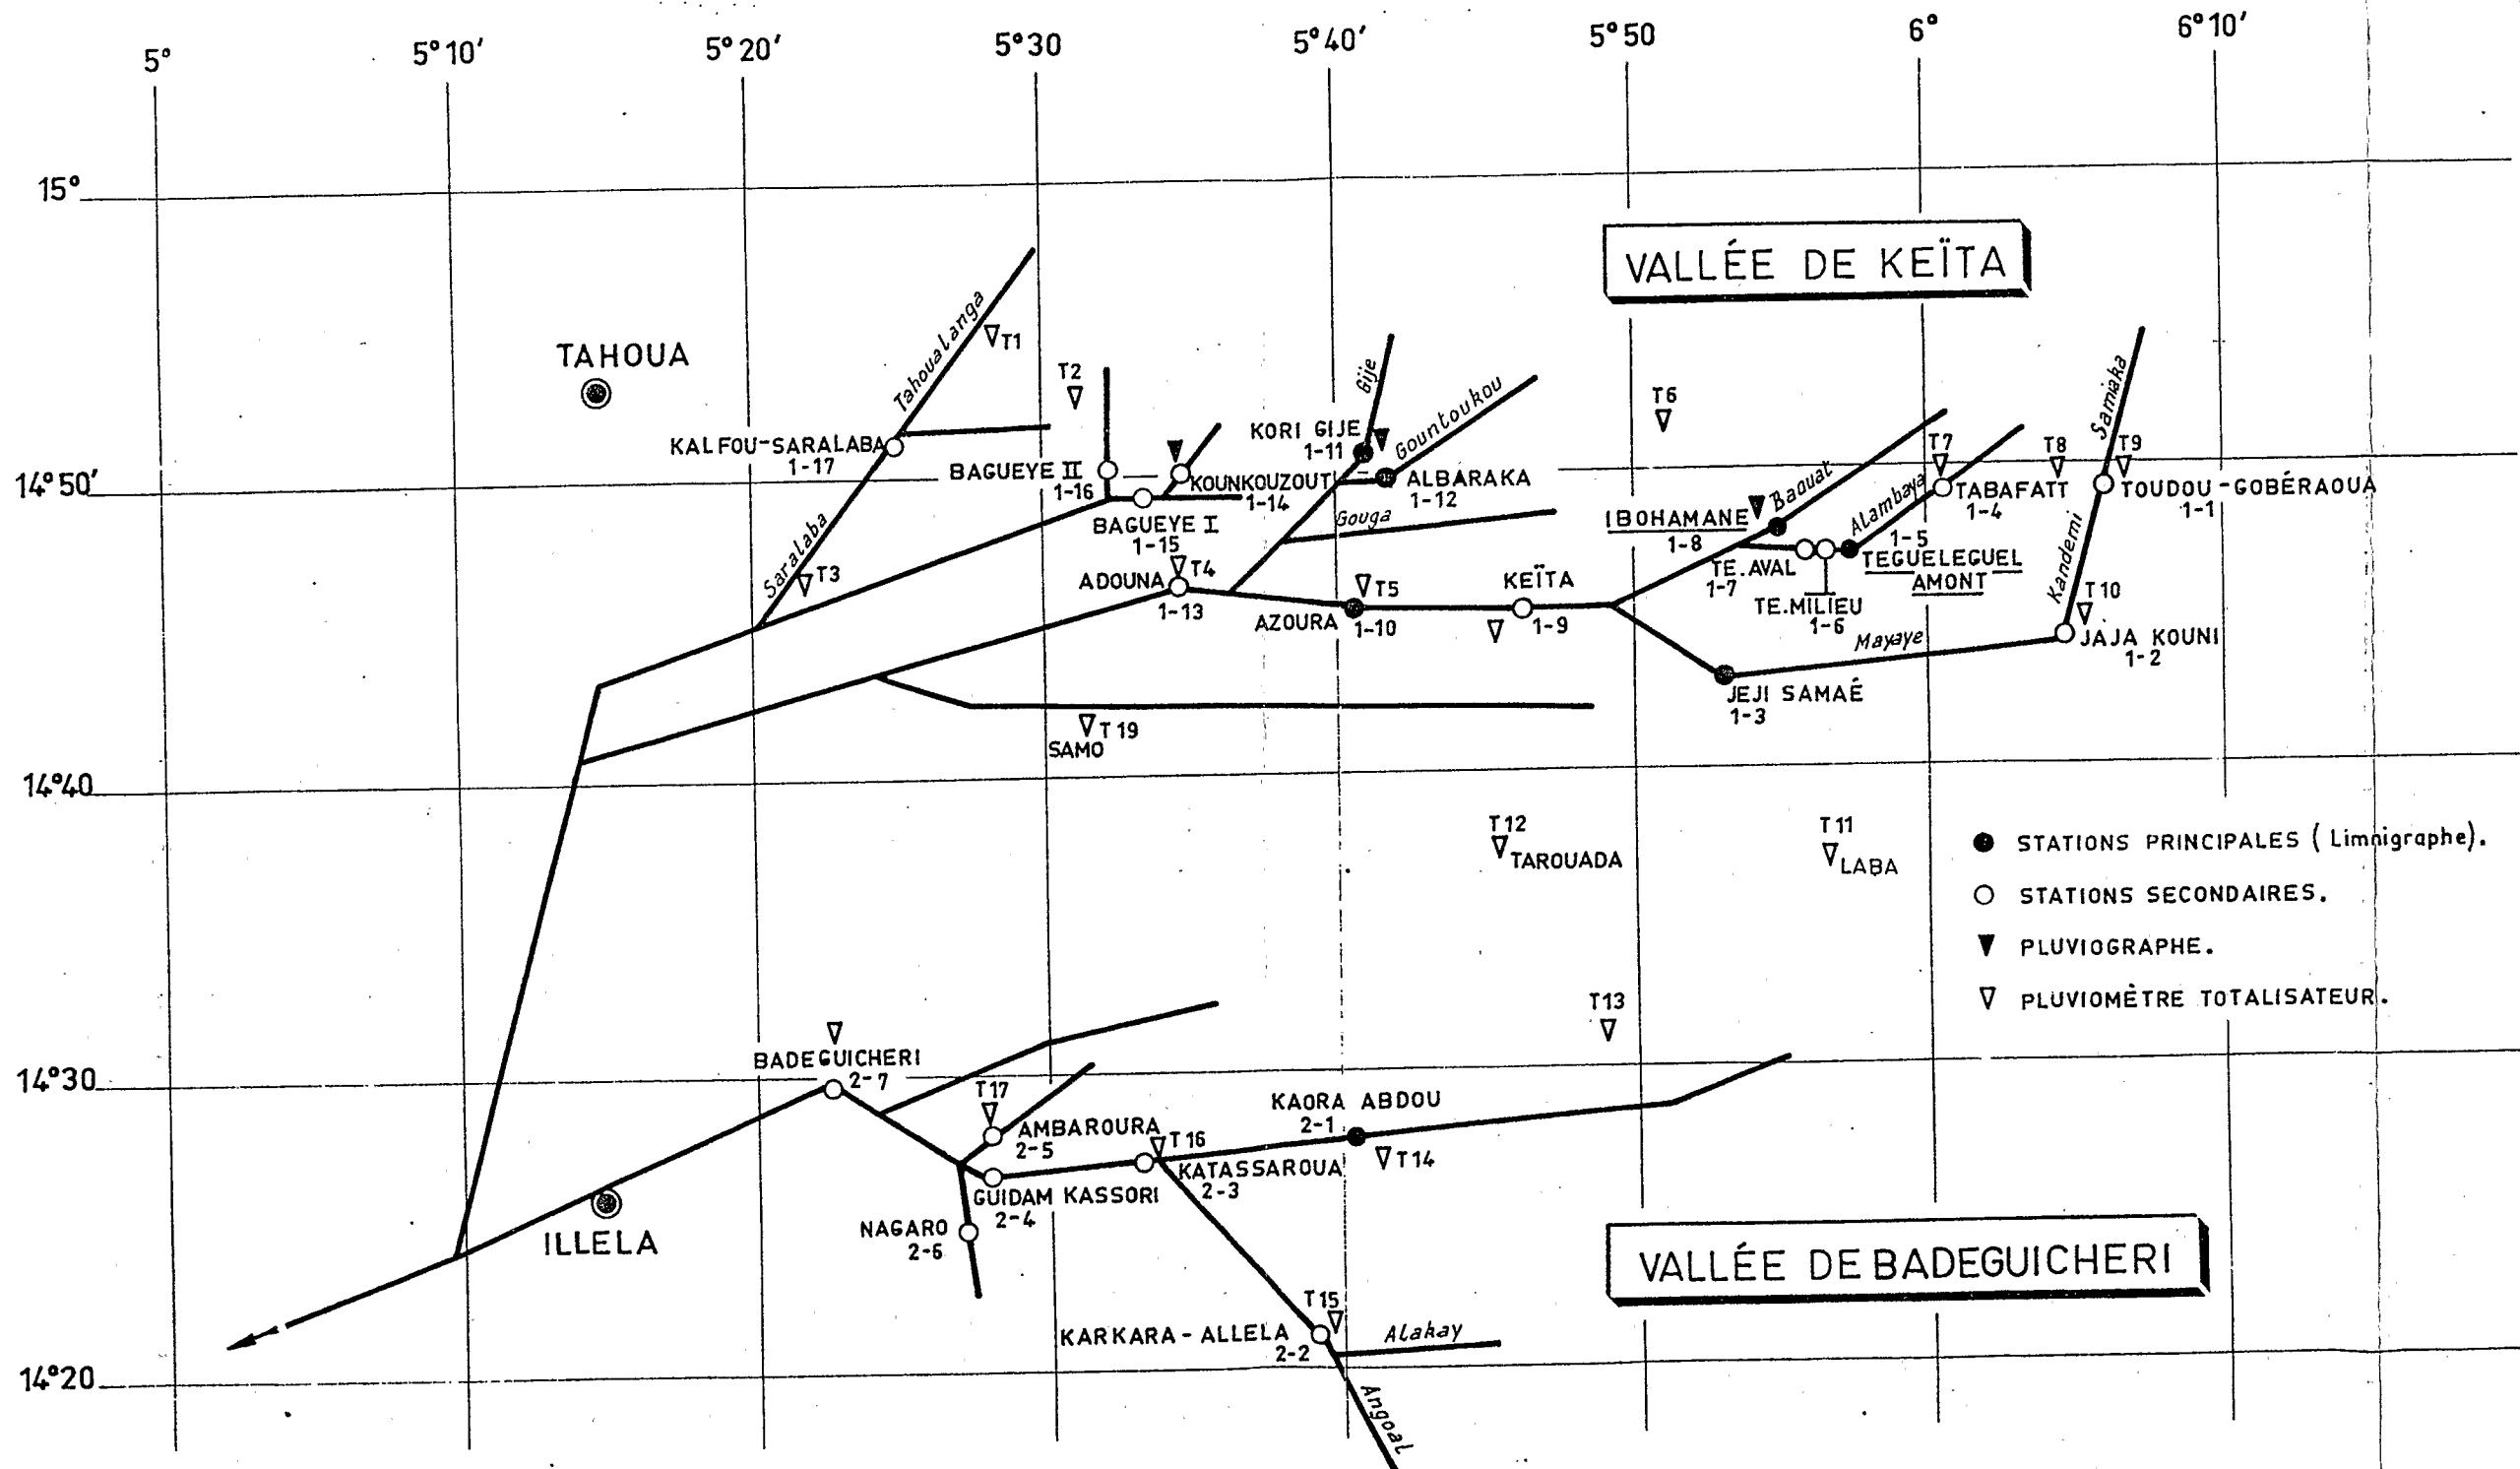 5° 5°10′ 5°20′ 5°30 5°40′ 5°50 6° 6°10′
15°
VALLÉE DE KEÏTA
Tahoualanga
T1
TAHOUA
T2
Gije
Gountoukou
T6
Samaka
KORI GIJE
1-11
KALFOU-SARALABA
1-17
BAGUEYE II
1-16
KOUNKOUZOUT
1-14
ALBARAKA
1-12
Baouat
T7
T8
T9
14°50′
Alambaya
TABAFATT
1-4
TOUDOU-GOBÉRAOUA
1-1
Gouga
BAGUEYE I
1-15
IBOHAMANE
1-8
1-5
TEGUELEGUEL
AMONT
TE.AVAL
1-7
TE.MILIEU
1-6
Saralaba
T3
ADOUNA
T4
1-13
T5
AZOURA
1-10
KEÏTA
1-9
Kandemi
T10
JAJA KOUNI
1-2
Mayaye
JEJI SAMAÉ
1-3
T19
SAMO
14°40
T12
TAROUADA
T11
LABA
STATIONS PRINCIPALES (Limnigraphe).
STATIONS SECONDAIRES.
PLUVIOGRAPHE.
PLUVIOMÈTRE TOTALISATEUR.
T13
14°30
BADEGUICHERI
2-7
T17
AMBAROURA
2-5
T16
KAORA ABDOU
2-1
T14
KATASSAROUA
2-3
GUIDAM KASSORI
2-4
NAGARO
2-6
ILLELA
VALLÉE DE BADEGUICHERI
T15
KARKARA-ALLELA
2-2
Alakay
14°20
Angoal